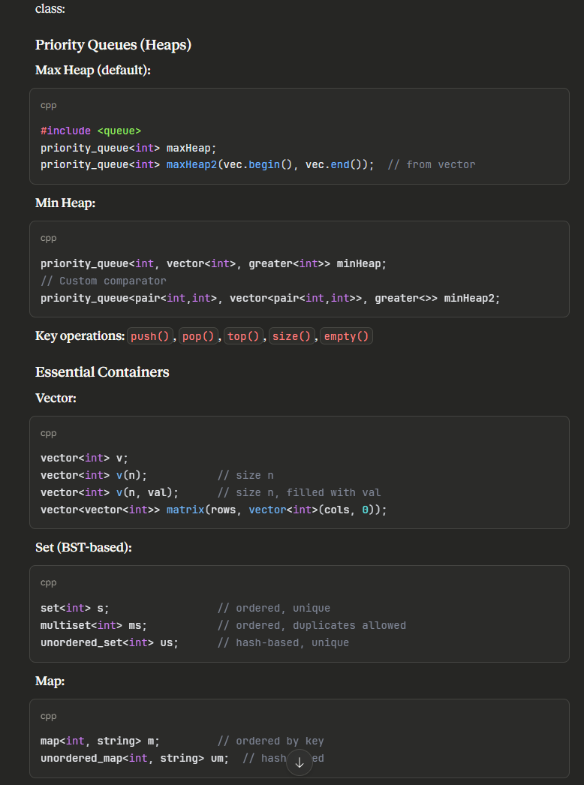 class:
Priority Queues (Heaps)
Max Heap (default):
cpp
#include <queue>
priority_queue<int> maxHeap;
priority_queue<int> maxHeap2(vec.begin(), vec.end());  // from vector
Min Heap:
cpp
priority_queue<int, vector<int>, greater<int>> minHeap;
// Custom comparator
priority_queue<pair<int,int>, vector<pair<int,int>>, greater<>> minHeap2;
Key operations: push(), pop(), top(), size(), empty()
Essential Containers
Vector:
cpp
vector<int> v;
vector<int> v(n);           // size n
vector<int> v(n, val);      // size n, filled with val
vector<vector<int>> matrix(rows, vector<int>(cols, 0));
Set (BST-based):
cpp
set<int> s;                 // ordered, unique
multiset<int> ms;           // ordered, duplicates allowed
unordered_set<int> us;      // hash-based, unique
Map:
cpp
map<int, string> m;         // ordered by key
unordered_map<int, string> um;  // hash